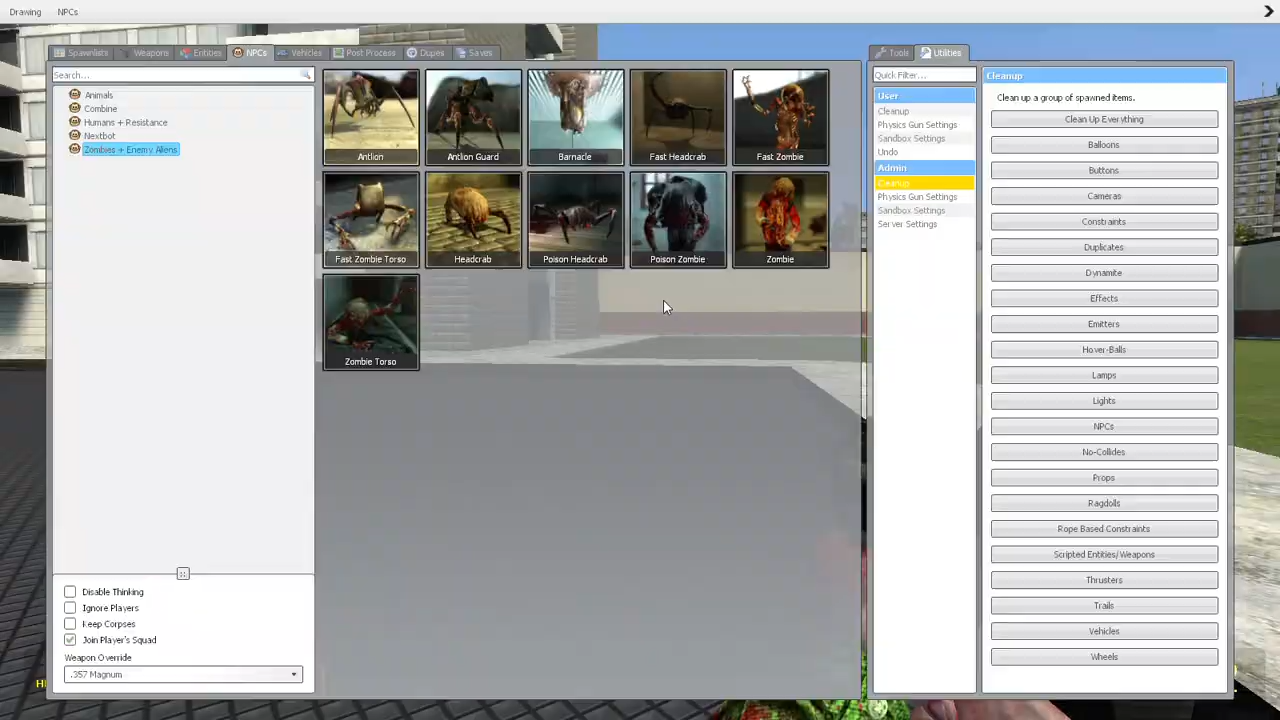 Drawing NPCs
Spawnlists Weapons Entities NPCs Vehicles Post Process Dupes Saves
Search...
Animals
Combine
Humans + Resistance
Nextbot
Zombies + Enemy Aliens
Antlion Antlion Guard Barnacle Fast Headcrab Fast Zombie
Fast Zombie Torso Headcrab Poison Headcrab Poison Zombie Zombie
Zombie Torso
Disable Thinking
Ignore Players
Keep Corpses
Join Player's Squad
Weapon Override
.357 Magnum
Tools Utilities
Quick Filter...
User
Cleanup
Physics Gun Settings
Sandbox Settings
Undo
Admin
Cleanup
Physics Gun Settings
Sandbox Settings
Server Settings
Cleanup
Clean up a group of spawned items.
Clean Up Everything
Balloons
Buttons
Cameras
Constraints
Duplicates
Dynamite
Effects
Emitters
Hover-Balls
Lamps
Lights
NPCs
No-Collides
Props
Ragdolls
Rope Based Constraints
Scripted Entities/Weapons
Thrusters
Trails
Vehicles
Wheels